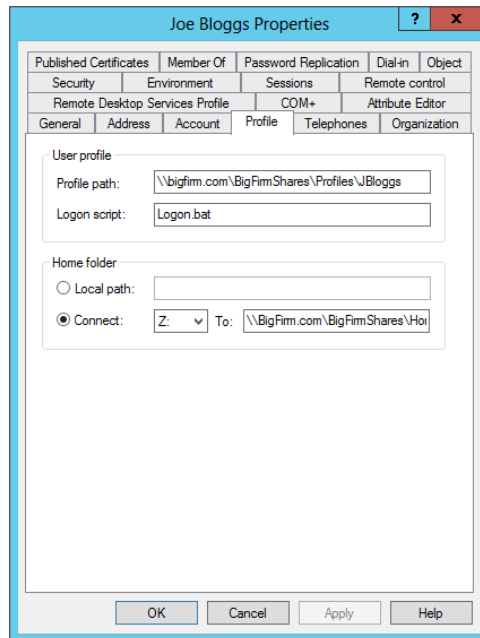 Joe Bloggs Properties ? x
Published Certificates Member Of Password Replication Dial-in Object
Security Environment Sessions Remote control
Remote Desktop Services Profile COM+ Attribute Editor
General Address Account Profile Telephones Organization
User profile
Profile path: \\bigfirm.com\BigFirmShares\Profiles\JBloggs
Logon script: Logon.bat
Home folder
Local path:
Connect: Z: To: \\BigFirm.com\BigFirmShares\Ho
OK Cancel Apply Help